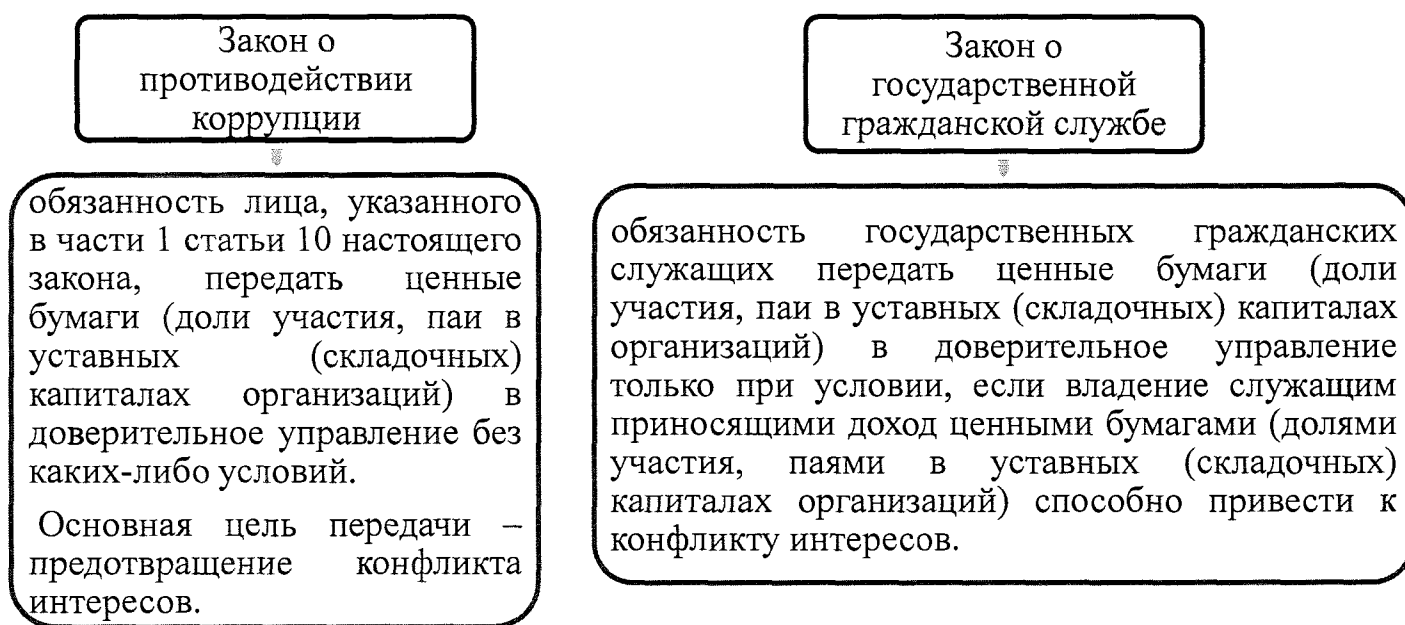 Закон о
противодействии
коррупции
обязанность лица, указанного
в части 1 статьи 10 настоящего
закона, передать ценные
бумаги (доли участия, паи в
уставных (складочных)
капиталах организаций) в
доверительное управление без
каких-либо условий.
Основная цель передачи –
предотвращение конфликта
интересов.
Закон о
государственной
гражданской службе
обязанность государственных гражданских
служащих передать ценные бумаги (доли
участия, паи в уставных (складочных) капиталах
организаций) в доверительное управление
только при условии, если владение служащим
приносящими доход ценными бумагами (долями
участия, паями в уставных (складочных)
капиталах организаций) способно привести к
конфликту интересов.